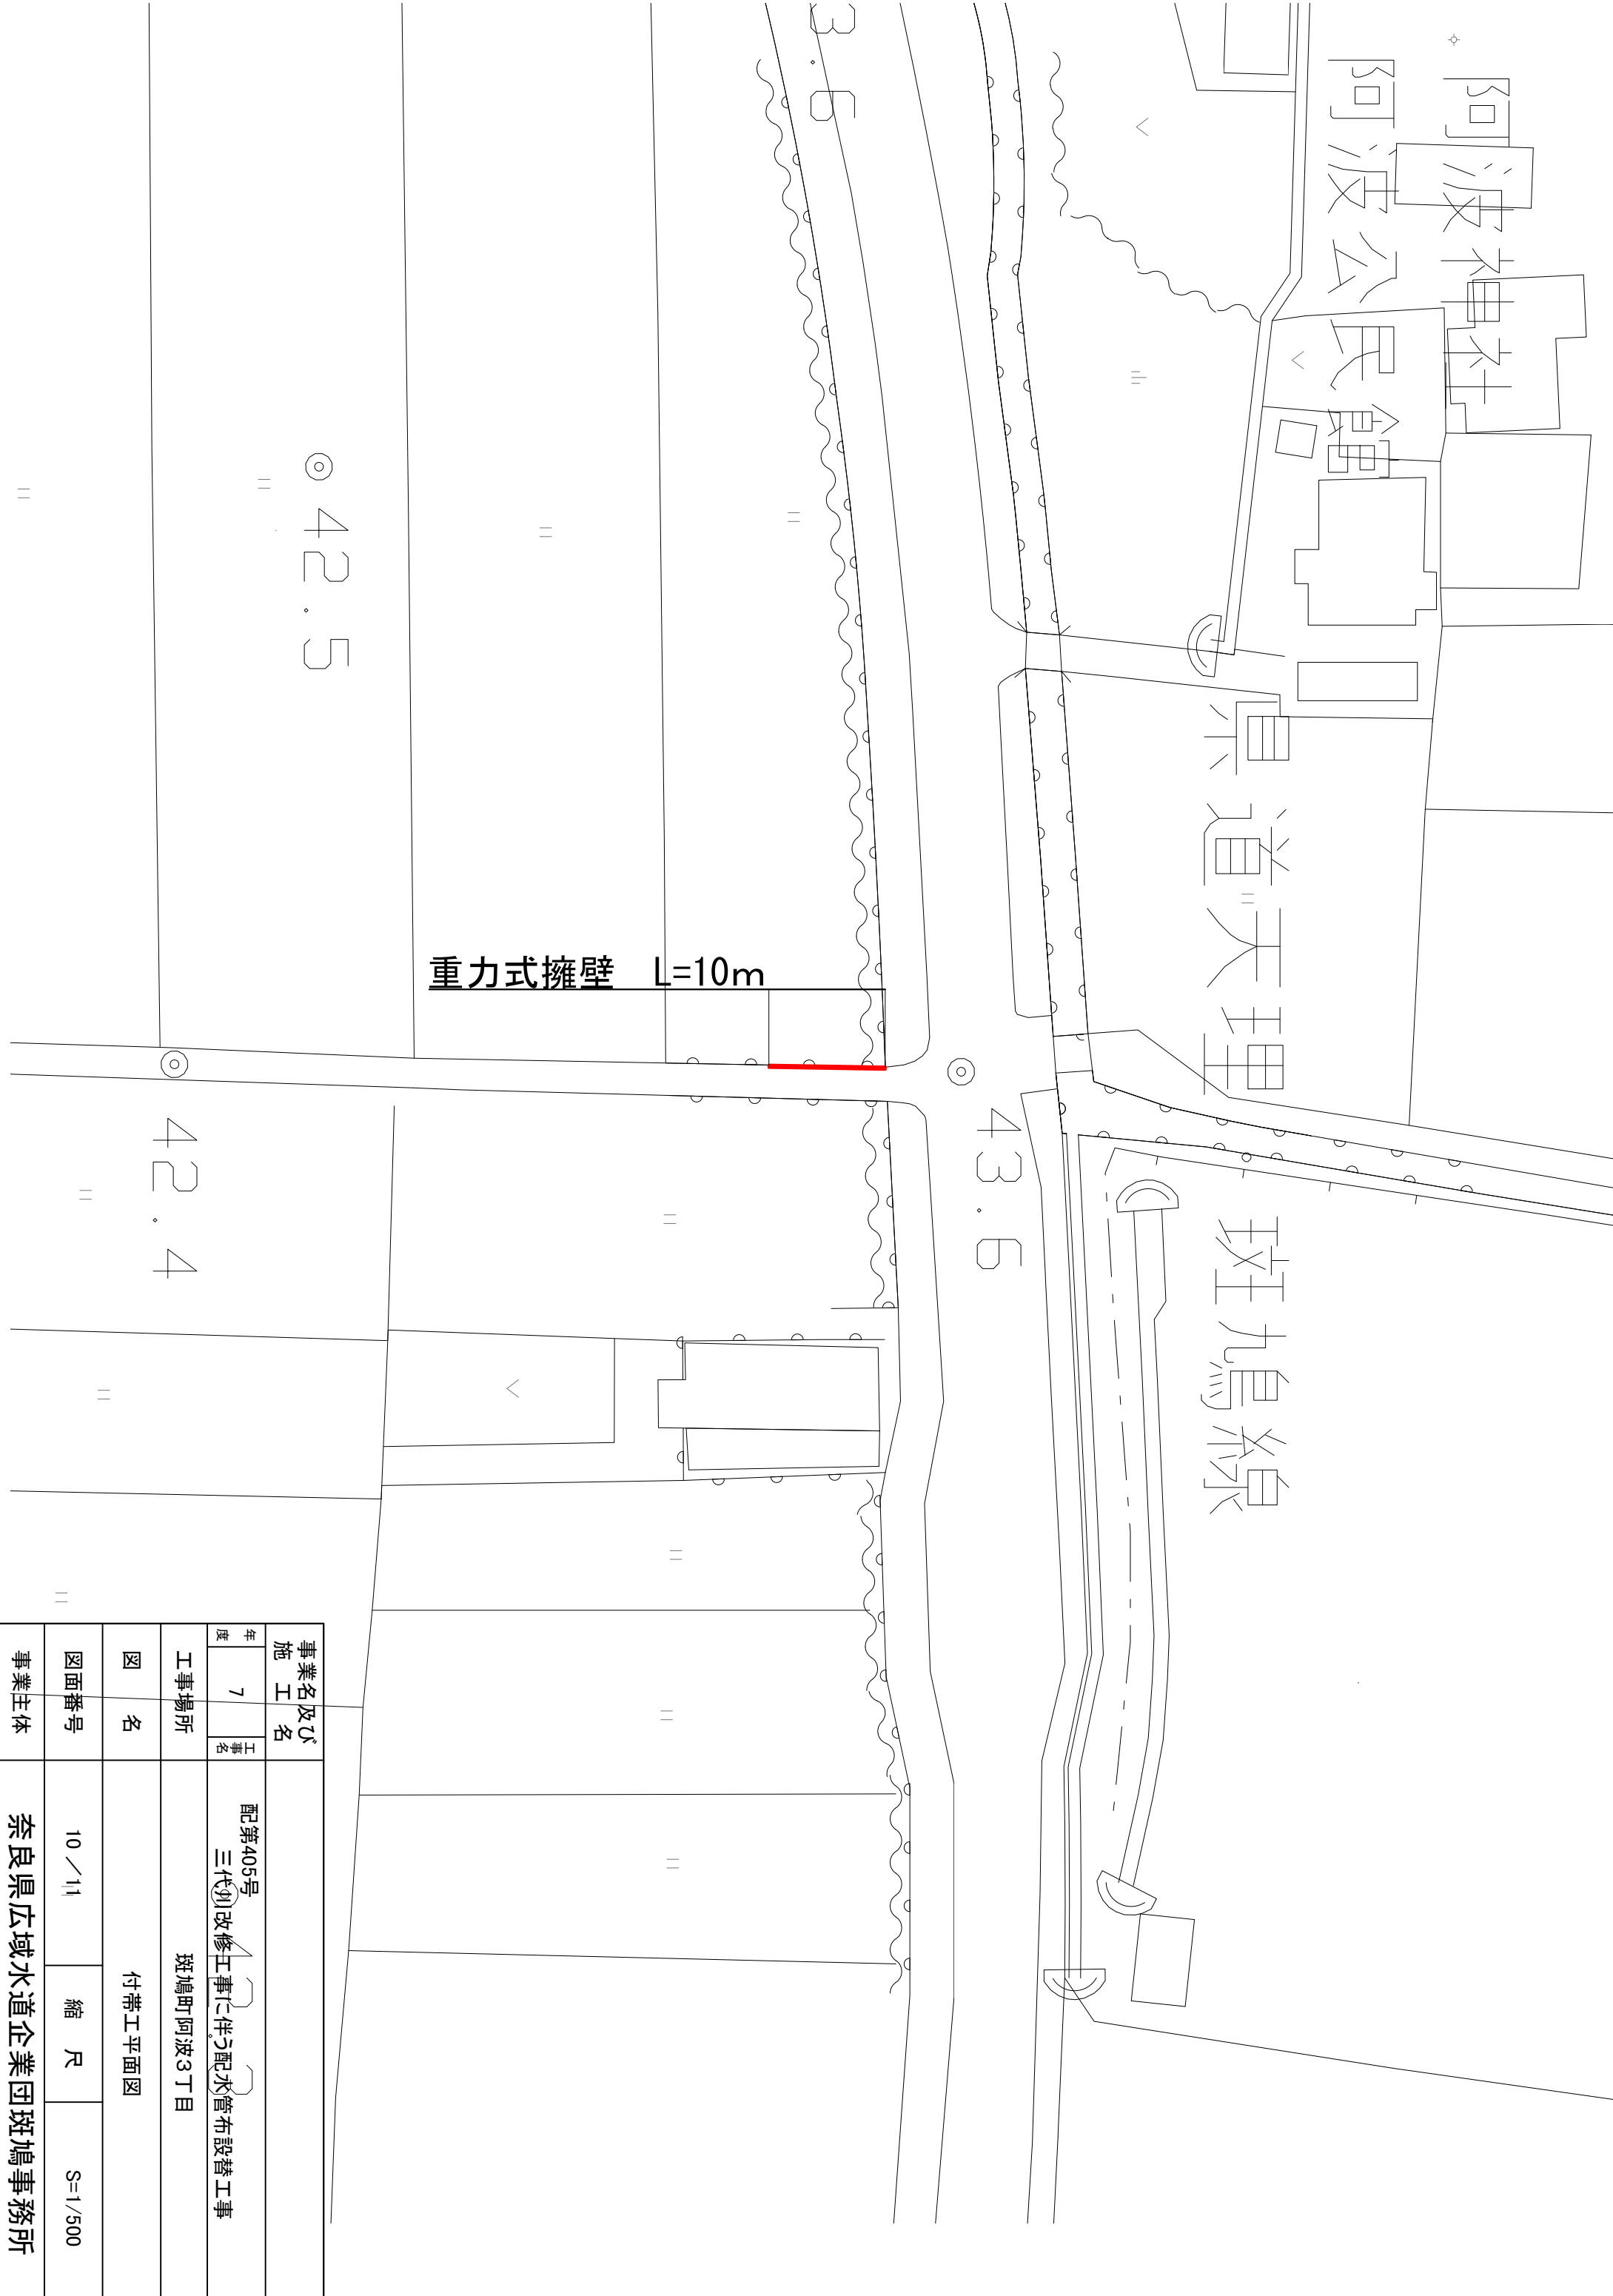 阿波神社
阿波公民館
県道天理斑鳩線
3.6
42.5
重力式擁壁　L=10m
43.6
42.4
事業名及び
施工名
年度
7
工事名
配第405号
三代川改修工事に伴う配水管布設替工事
工事場所
斑鳩町阿波3丁目
図名
付帯工平面図
図面番号
10／11
縮尺
S=1/500
事業主体
奈良県広域水道企業団斑鳩事務所